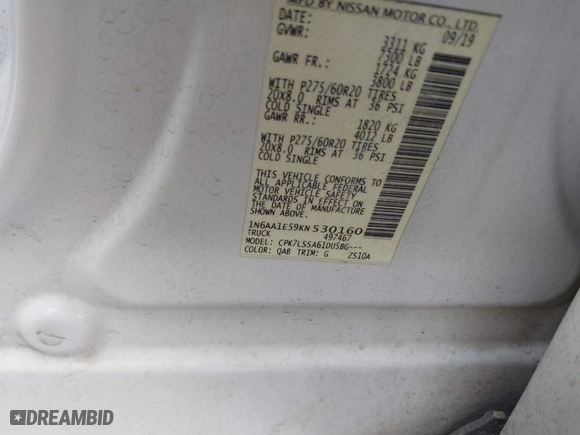 MFD BY NISSAN MOTOR CO., LTD.
DATE: 09/19
GVWR: 3311 KG
7300 LB
GAWR FR.: 1724 KG
3800 LB
WITH P275/60R20 TIRES
20X8.0 RIMS AT 36 PSI
COLD SINGLE
GAWR RR.: 1820 KG
4012 LB
WITH P275/60R20 TIRES
20X8.0 RIMS AT 36 PSI
COLD SINGLE
THIS VEHICLE CONFORMS TO
ALL APPLICABLE FEDERAL
MOTOR VEHICLE SAFETY
STANDARDS IN EFFECT ON
THE DATE OF MANUFACTURE
SHOWN ABOVE.
1N6AA1E59KN530160
TRUCK 497467
MODEL: CPK7LSSA61DU5BG---
COLOR: QAB TRIM: G ZS10A
DREAMBID